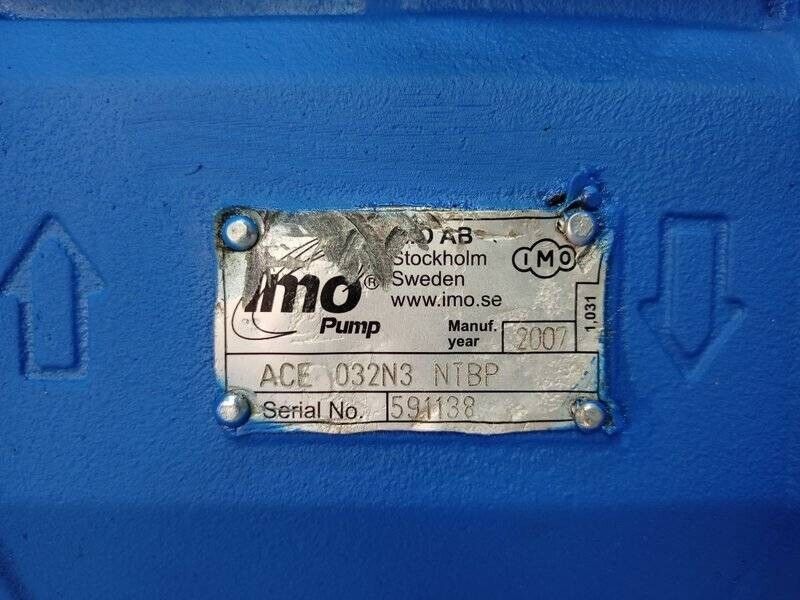 AB
Stockholm
Sweden
www.imo.se
IMO
imo®
Pump
Manuf.
year
2007
1,031
ACE 032N3 NTBP
Serial No. 591138